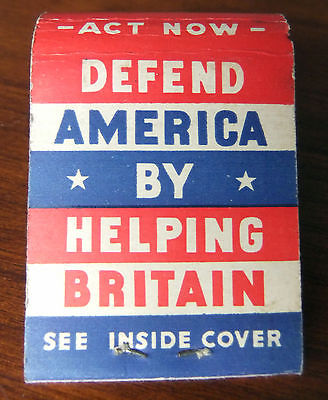 - ACT NOW -
DEFEND
AMERICA
★ BY ★
HELPING
BRITAIN
SEE INSIDE COVER